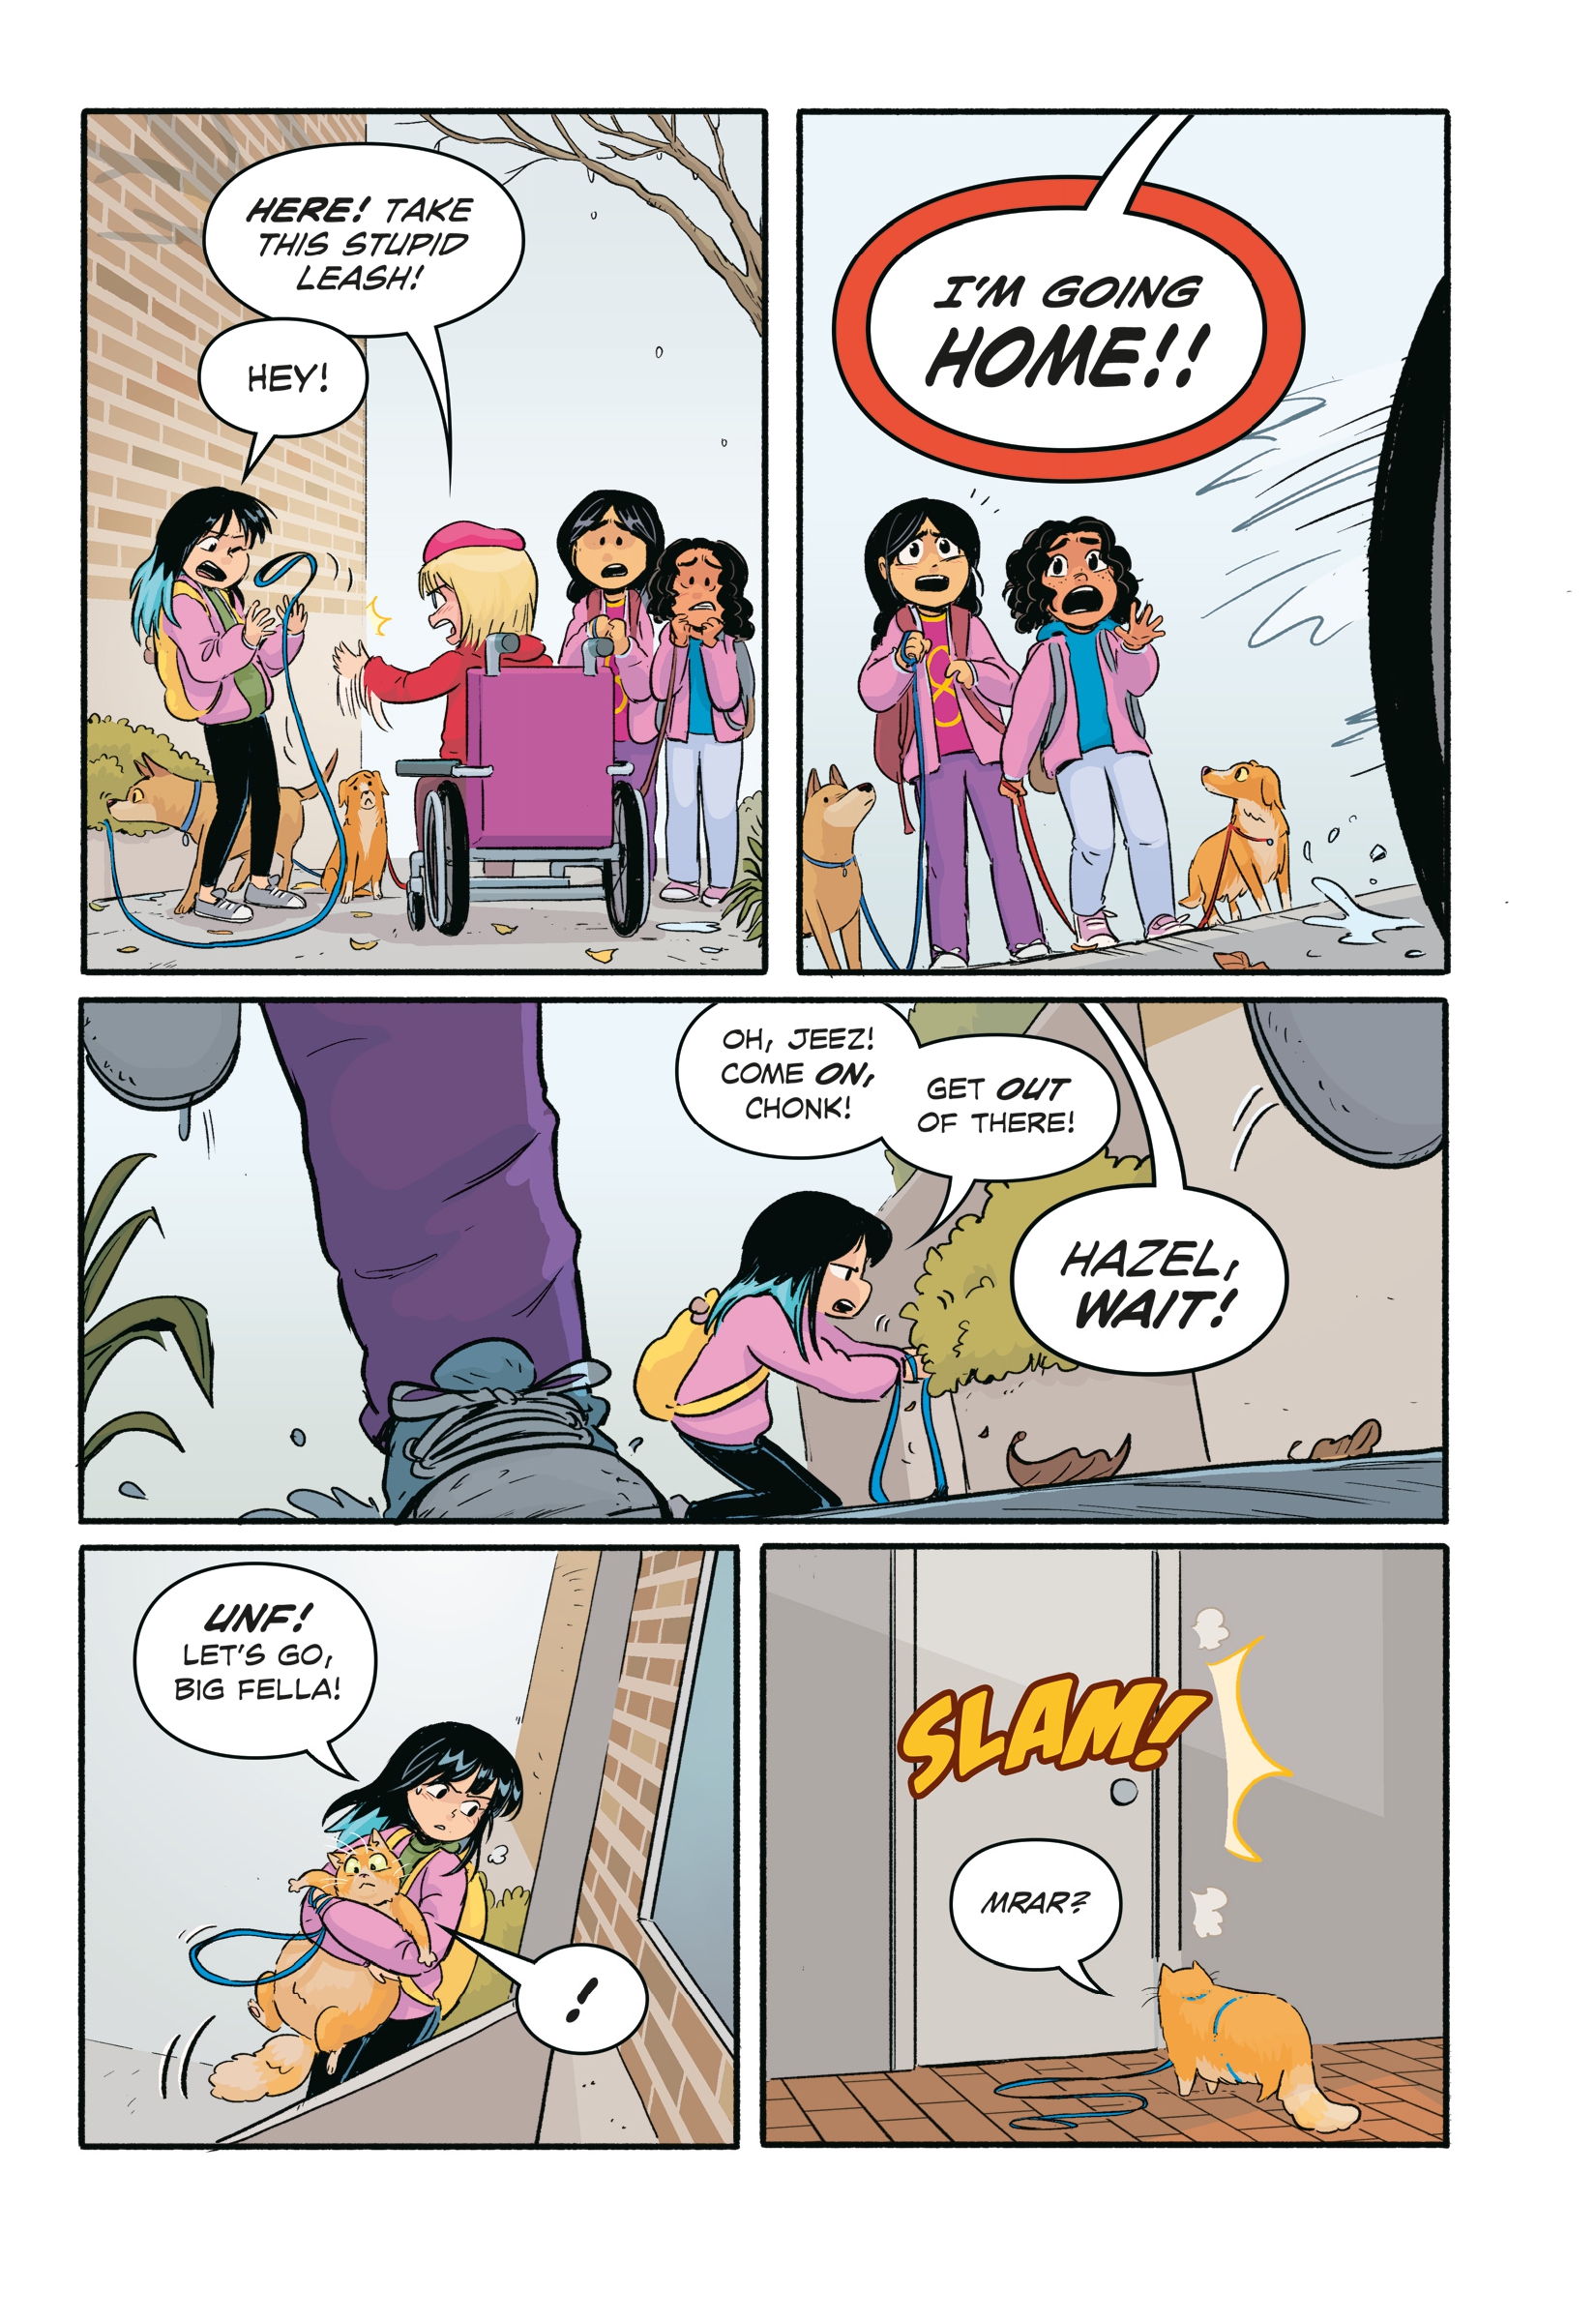 HERE! TAKE
THIS STUPID
LEASH!
HEY!
I'M GOING
HOME!!
OH, JEEZ!
COME ON,
CHONK!
GET OUT
OF THERE!
HAZEL,
WAIT!
UNF!
LET'S GO,
BIG FELLA!
!
SLAM!
MRAR?